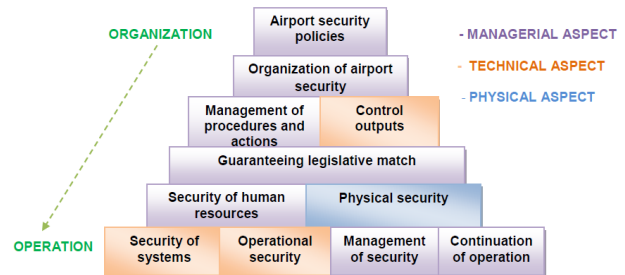 Airport security
policies
ORGANIZATION
- MANAGERIAL ASPECT
- TECHNICAL ASPECT
- PHYSICAL ASPECT
Organization of airport
security
Management of
procedures and
actions
Control
outputs
Guaranteeing legislative match
Security of human
resources
Physical security
OPERATION
Security of
systems
Operational
security
Management
of security
Continuation
of operation